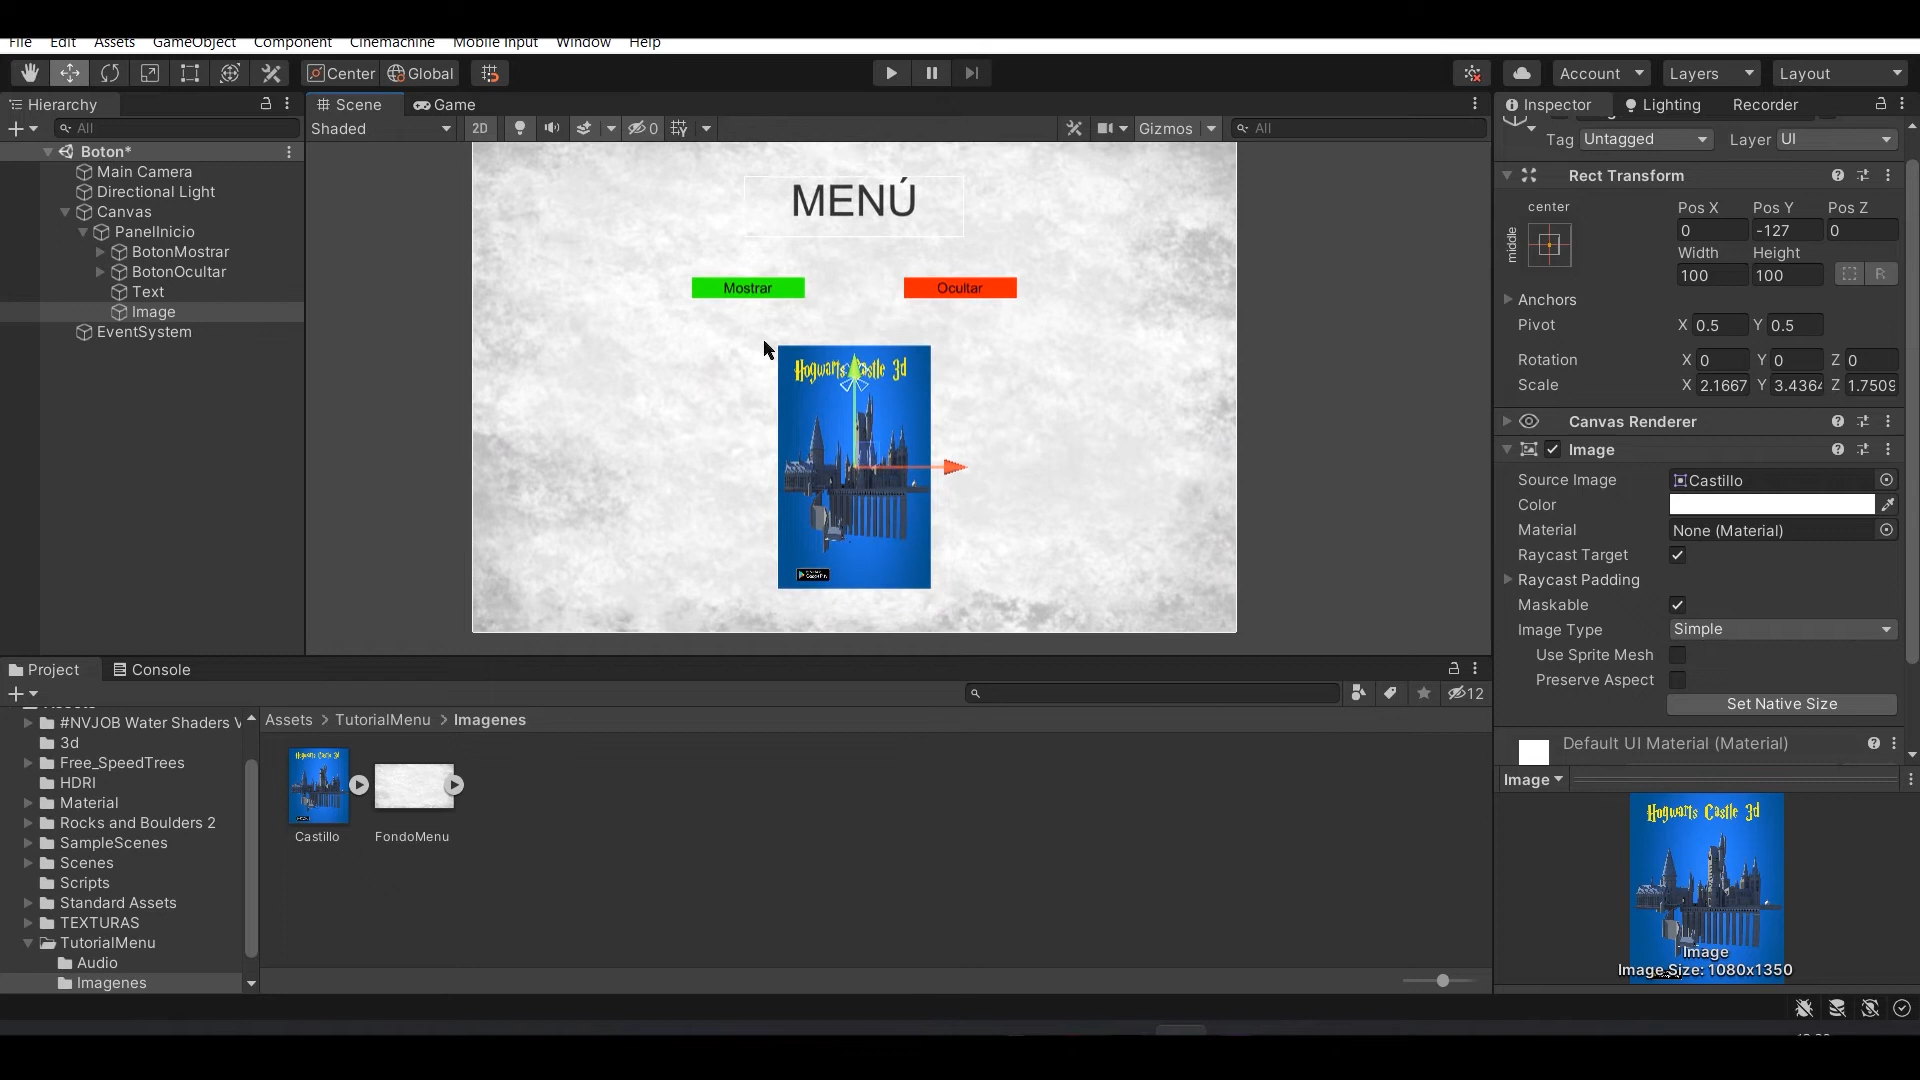 File Edit Assets GameObject Component Cinemachine Mobile Input Window Help
Center Global Account Layers Layout
Hierarchy
All
Boton*
Main Camera
Directional Light
Canvas
PanelInicio
BotonMostrar
BotonOcultar
Text
Image
EventSystem
Scene Game
Shaded 2D 0 Gizmos All
MENÚ
Mostrar Ocultar
Hogwarts Castle 3d
Inspector Lighting Recorder
Tag Untagged Layer UI
Rect Transform
center
middle
Pos X Pos Y Pos Z
0 -127 0
Width Height
100 100 R
Anchors
Pivot X 0.5 Y 0.5
Rotation X 0 Y 0 Z 0
Scale X 2.1667 Y 3.4364 Z 1.7509
Canvas Renderer
Image
Source Image Castillo
Color
Material None (Material)
Raycast Target
Raycast Padding
Maskable
Image Type Simple
Use Sprite Mesh
Preserve Aspect
Set Native Size
Default UI Material (Material)
Image
Hogwarts Castle 3d
Image
Image Size: 1080x1350
Project Console
12
#NVJOB Water Shaders V
3d
Free_SpeedTrees
HDRI
Material
Rocks and Boulders 2
SampleScenes
Scenes
Scripts
Standard Assets
TEXTURAS
TutorialMenu
Audio
Imagenes
Assets > TutorialMenu > Imagenes
Hogwarts Castle 3d
Castillo FondoMenu